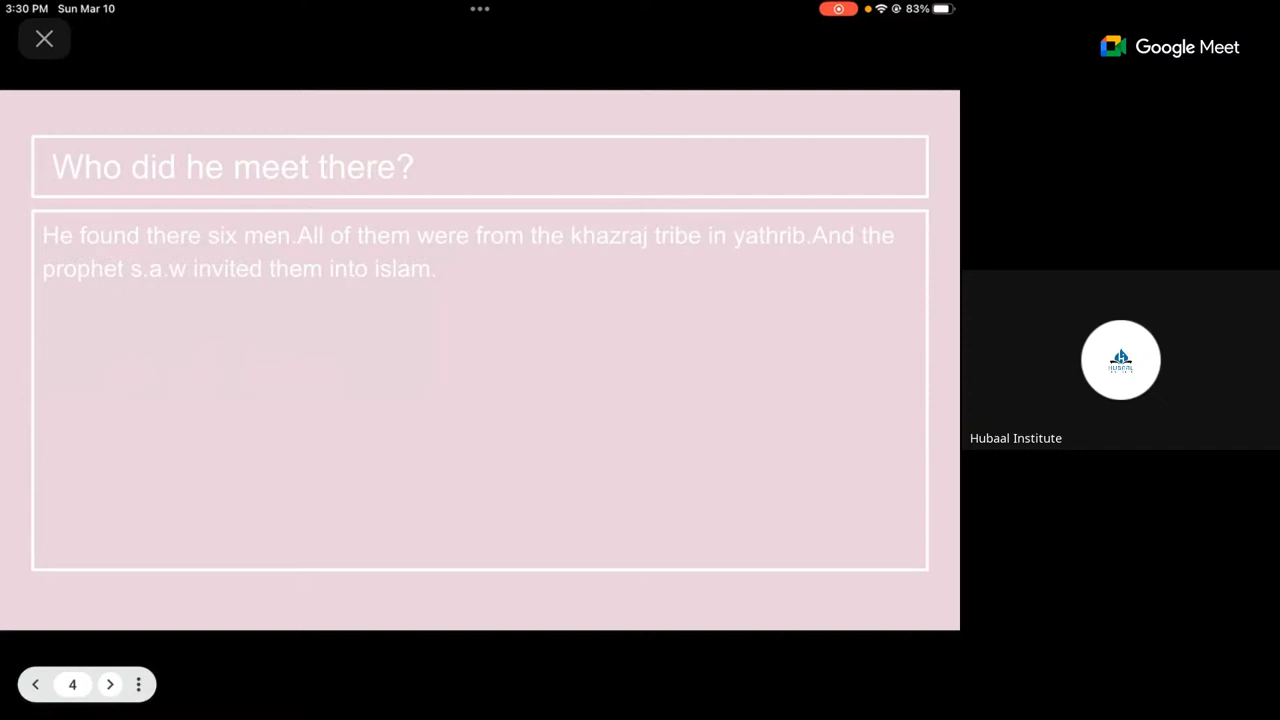 3:30 PM Sun Mar 10
83%
Google Meet
Who did he meet there?
He found there six men.All of them were from the khazraj tribe in yathrib.And the
prophet s.a.w invited them into islam.
HUBAAL
Hubaal Institute
4